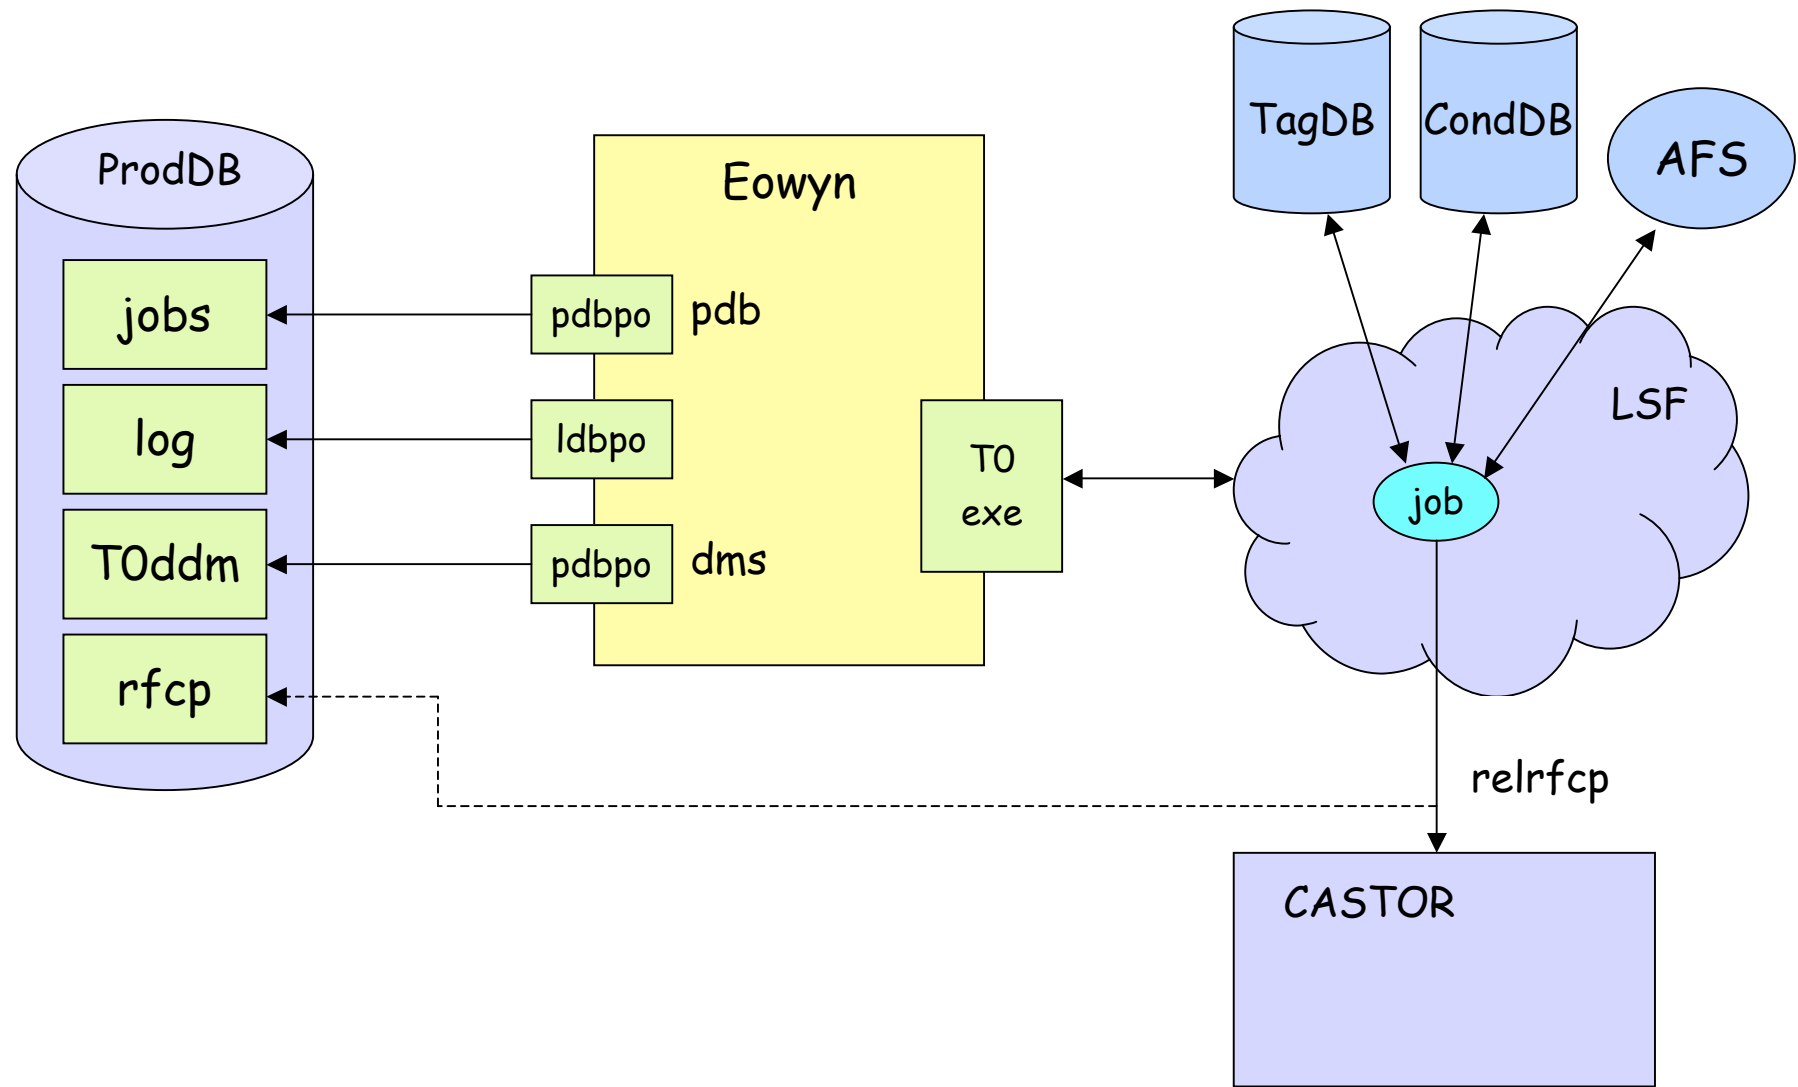 ProdDB
jobs
log
T0ddm
rfcp
Eowyn
pdbpo
pdb
ldbpo
pdbpo
dms
T0
exe
TagDB
CondDB
AFS
LSF
job
relrfcp
CASTOR